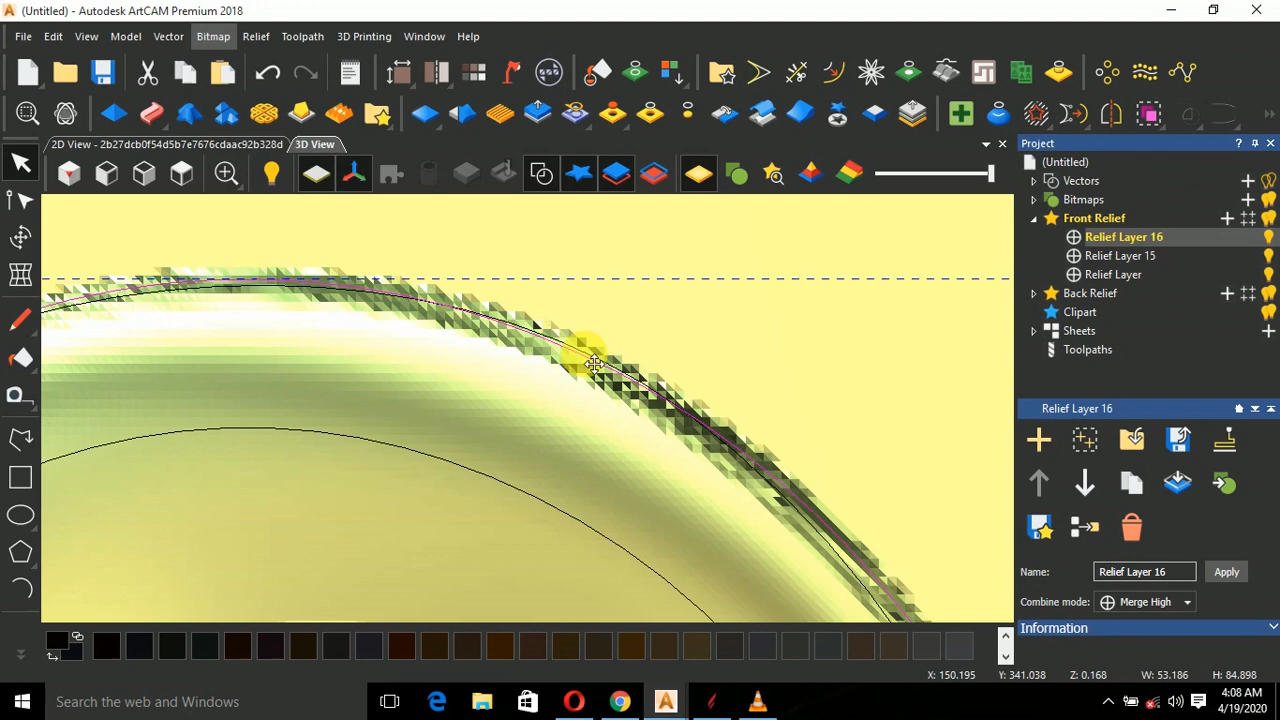 (Untitled) - Autodesk ArtCAM Premium 2018
File Edit View Model Vector Bitmap Relief Toolpath 3D Printing Window Help
2D View - 2b27dcb0f54d5b7e7676cdaac92b328d 3D View
Project
(Untitled)
Vectors
Bitmaps
Front Relief
Relief Layer 16
Relief Layer 15
Relief Layer
Back Relief
Clipart
Sheets
Toolpaths
Relief Layer 16
Name: Relief Layer 16 Apply
Combine mode: Merge High
Information
X: 150.195 Y: 341.038 Z: 0.168 W: 53.186 H: 84.898
Search the web and Windows
4:08 AM
4/19/2020